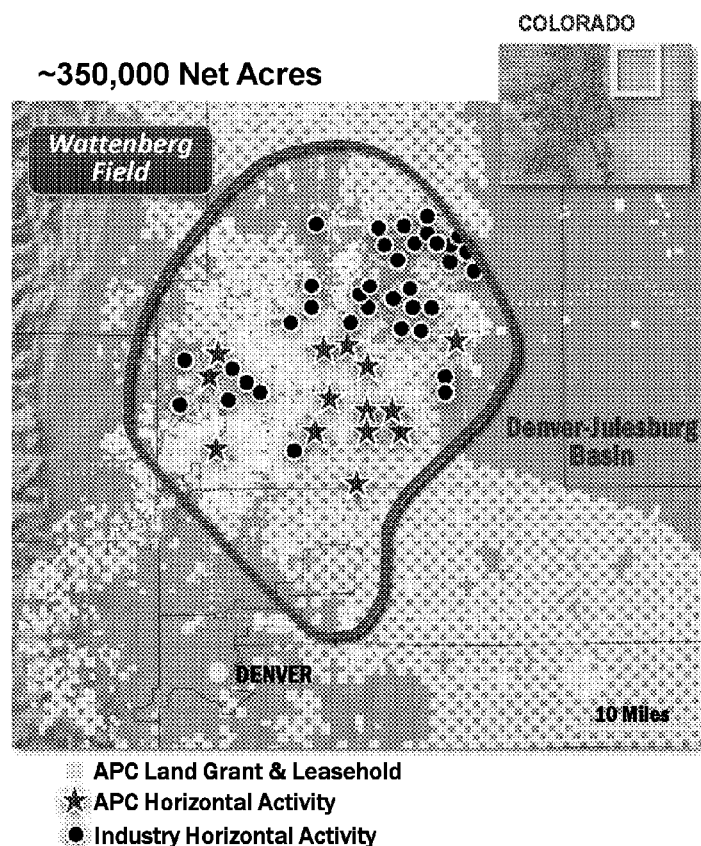 COLORADO
~350,000 Net Acres
Wattenberg
Field
Denver-Julesburg
Basin
DENVER
10 Miles
APC Land Grant & Leasehold
APC Horizontal Activity
Industry Horizontal Activity